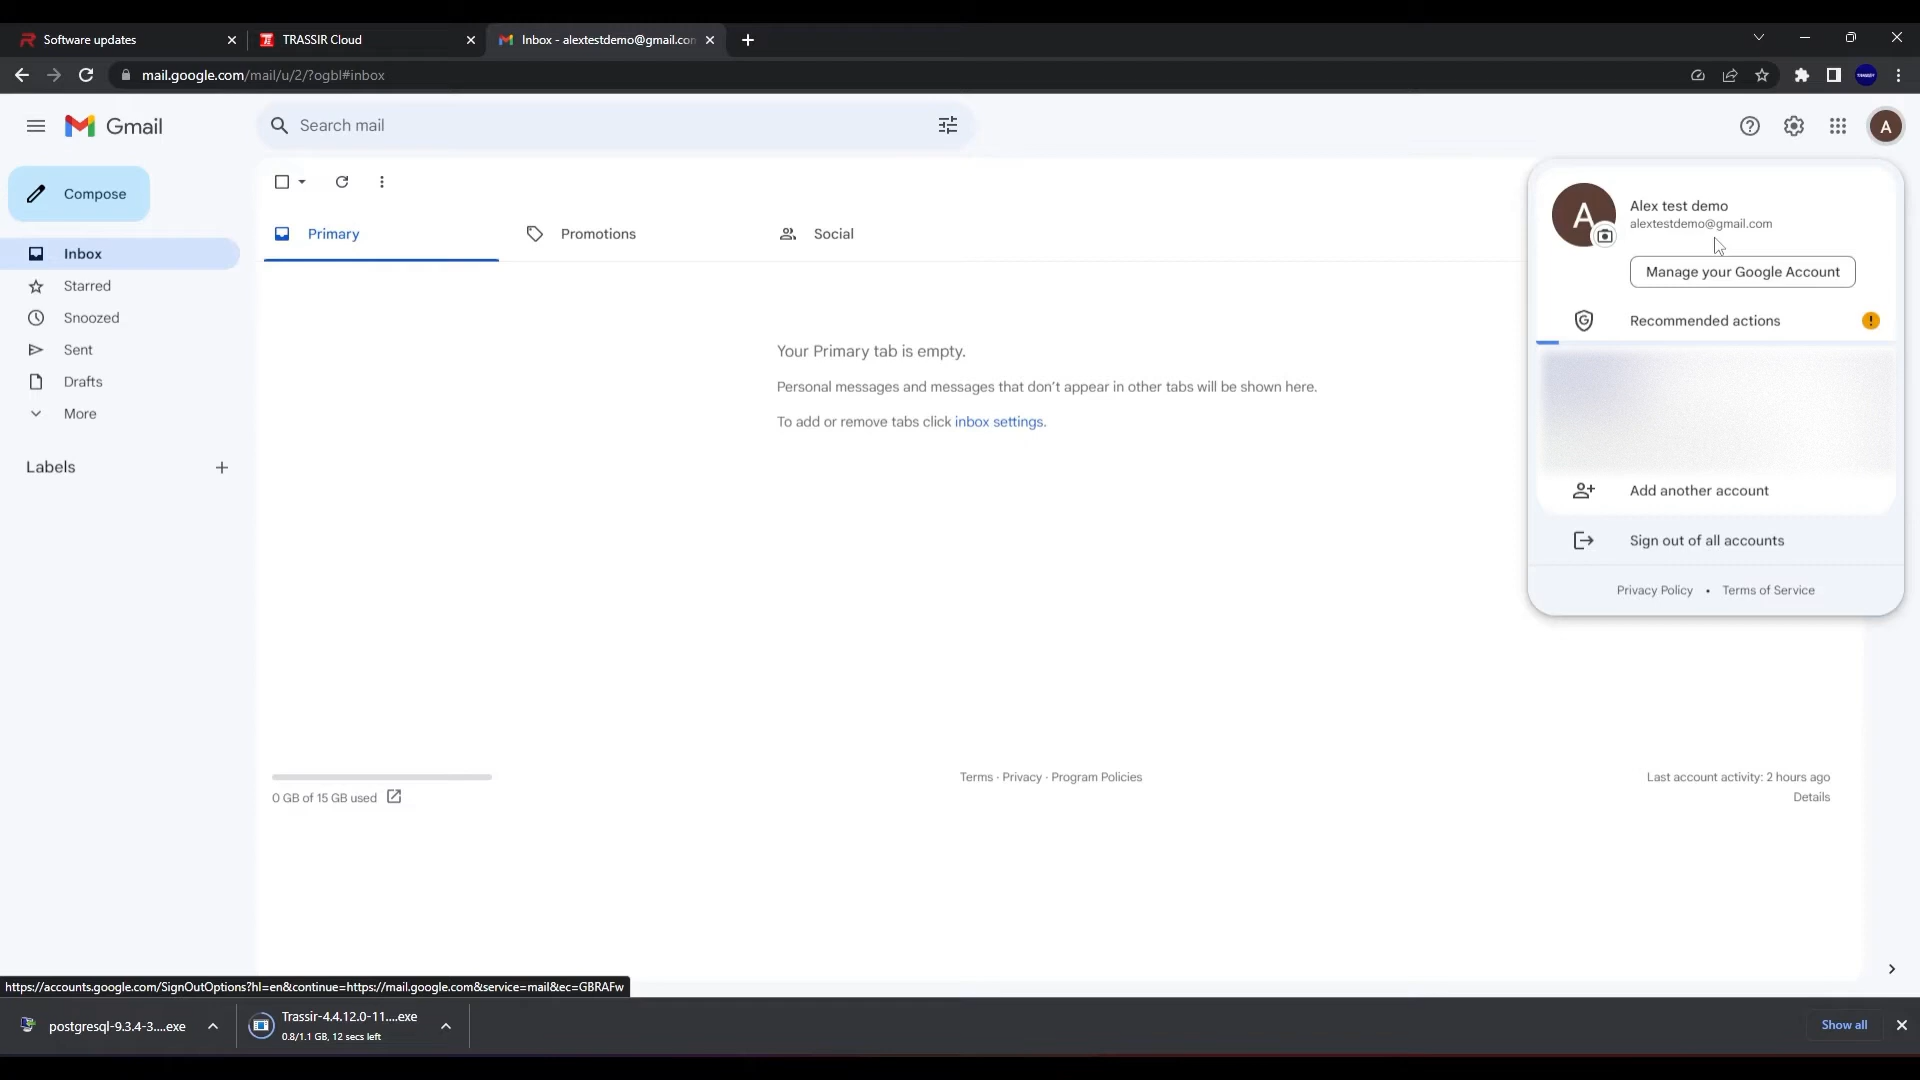 Software updates
TRASSIR Cloud
Inbox - alextestdemo@gmail.con
mail.google.com/mail/u/2/?ogbl#inbox
Gmail
Search mail
A
Compose
Inbox
Starred
Snoozed
Sent
Drafts
More
Labels
Primary
Promotions
Social
Your Primary tab is empty.
Personal messages and messages that don't appear in other tabs will be shown here.
To add or remove tabs click inbox settings.
A
Alex test demo
alextestdemo@gmail.com
Manage your Google Account
Recommended actions
Add another account
Sign out of all accounts
Privacy Policy • Terms of Service
0 GB of 15 GB used
Terms · Privacy · Program Policies
Last account activity: 2 hours ago
Details
https://accounts.google.com/SignOutOptions?hl=en&continue=https://mail.google.com&service=mail&ec=GBRAFw
postgresql-9.3.4-3....exe
Trassir-4.4.12.0-11....exe
0.8/1.1 GB, 12 secs left
Show all